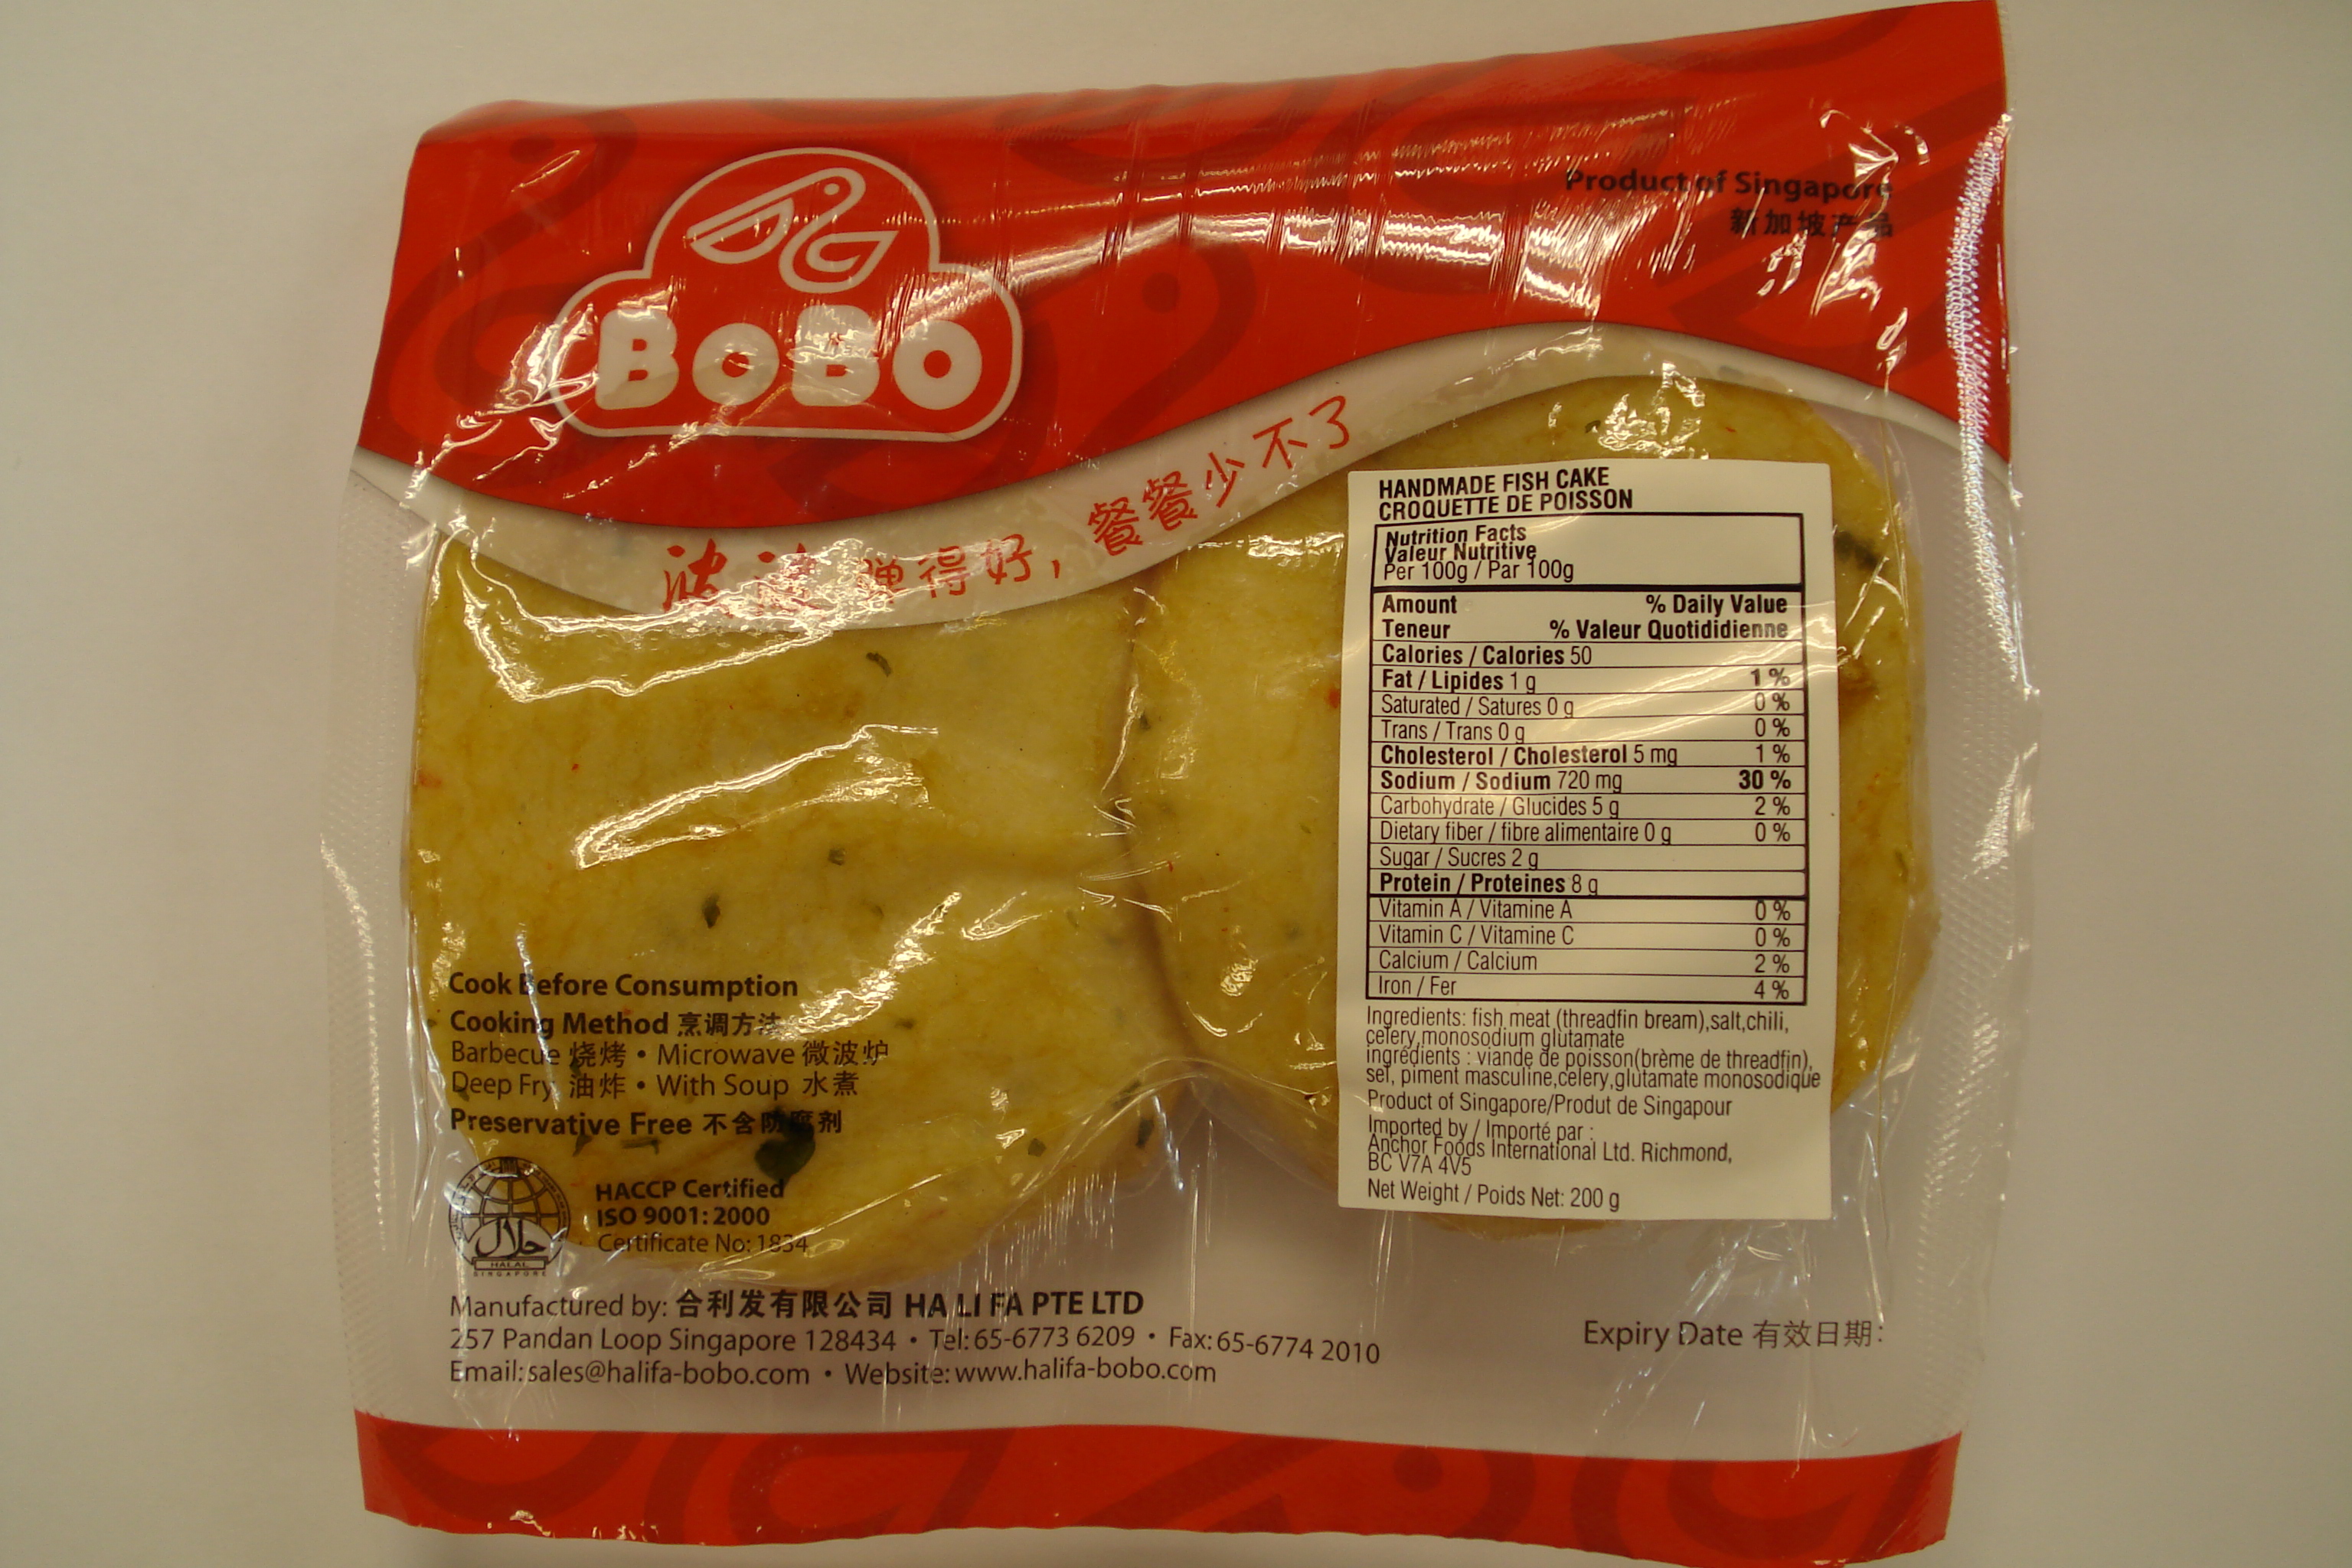 BOBO
Product of Singapore
新加坡产品
波波弹得好，餐餐少不了
HANDMADE FISH CAKE
CROQUETTE DE POISSON
Nutrition Facts
Valeur Nutritive
Per 100g / Par 100g
Amount % Daily Value
Teneur % Valeur Quotididienne
Calories / Calories 50
Fat / Lipides 1 g 1 %
Saturated / Satures 0 g 0 %
Trans / Trans 0 g 0 %
Cholesterol / Cholesterol 5 mg 1 %
Sodium / Sodium 720 mg 30 %
Carbohydrate / Glucides 5 g 2 %
Dietary fiber / fibre alimentaire 0 g 0 %
Sugar / Sucres 2 g
Protein / Proteines 8 g
Vitamin A / Vitamine A 0 %
Vitamin C / Vitamine C 0 %
Calcium / Calcium 2 %
Iron / Fer 4 %
Ingredients: fish meat (threadfin bream),salt,chili,
celery,monosodium glutamate
ingrédients : viande de poisson(brème de threadfin),
sel, piment masculine,celery,glutamate monosodique
Product of Singapore/Produt de Singapour
Imported by / Importé par :
Anchor Foods International Ltd. Richmond,
BC V7A 4V5
Net Weight / Poids Net: 200 g
Cook Before Consumption
Cooking Method 烹调方法
Barbecue 烧烤 • Microwave 微波炉
Deep Fry 油炸 • With Soup 水煮
Preservative Free 不含防腐剂
حلال
HALAL
SINGAPORE
HACCP Certified
ISO 9001: 2000
Certificate No: 1834
Manufactured by: 合利发有限公司 HA LI FA PTE LTD
257 Pandan Loop Singapore 128434 • Tel: 65-6773 6209 • Fax: 65-6774 2010
Email: sales@halifa-bobo.com • Website: www.halifa-bobo.com
Expiry Date 有效日期: